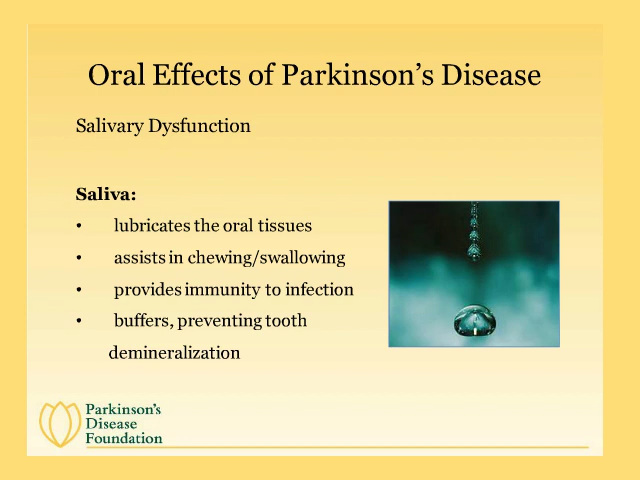 Oral Effects of Parkinson’s Disease
Salivary Dysfunction
Saliva:
• lubricates the oral tissues
• assists in chewing/swallowing
• provides immunity to infection
• buffers, preventing tooth
demineralization
Parkinson’s
Disease
Foundation